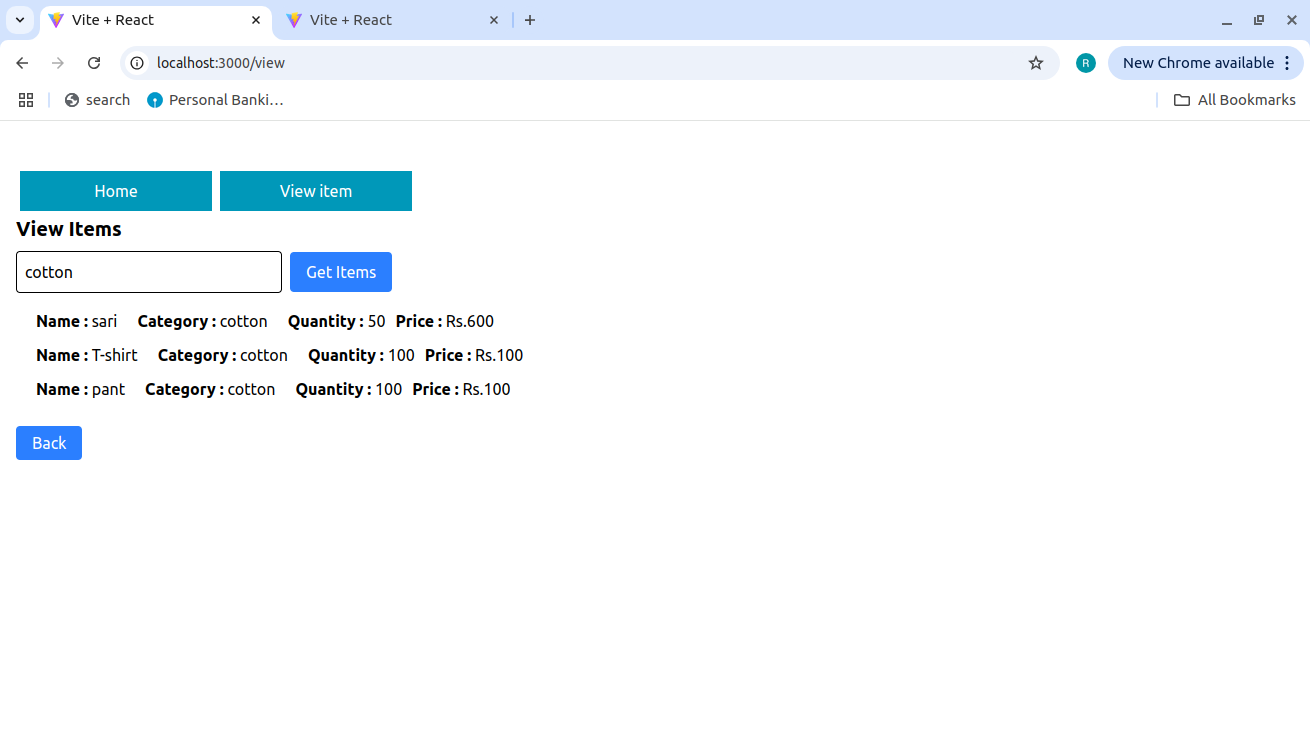 Vite + React Vite + React
localhost:3000/view R New Chrome available
search Personal Banki… All Bookmarks
Home View item
View Items
cotton Get Items
Name : sari Category : cotton Quantity : 50 Price : Rs.600
Name : T-shirt Category : cotton Quantity : 100 Price : Rs.100
Name : pant Category : cotton Quantity : 100 Price : Rs.100
Back